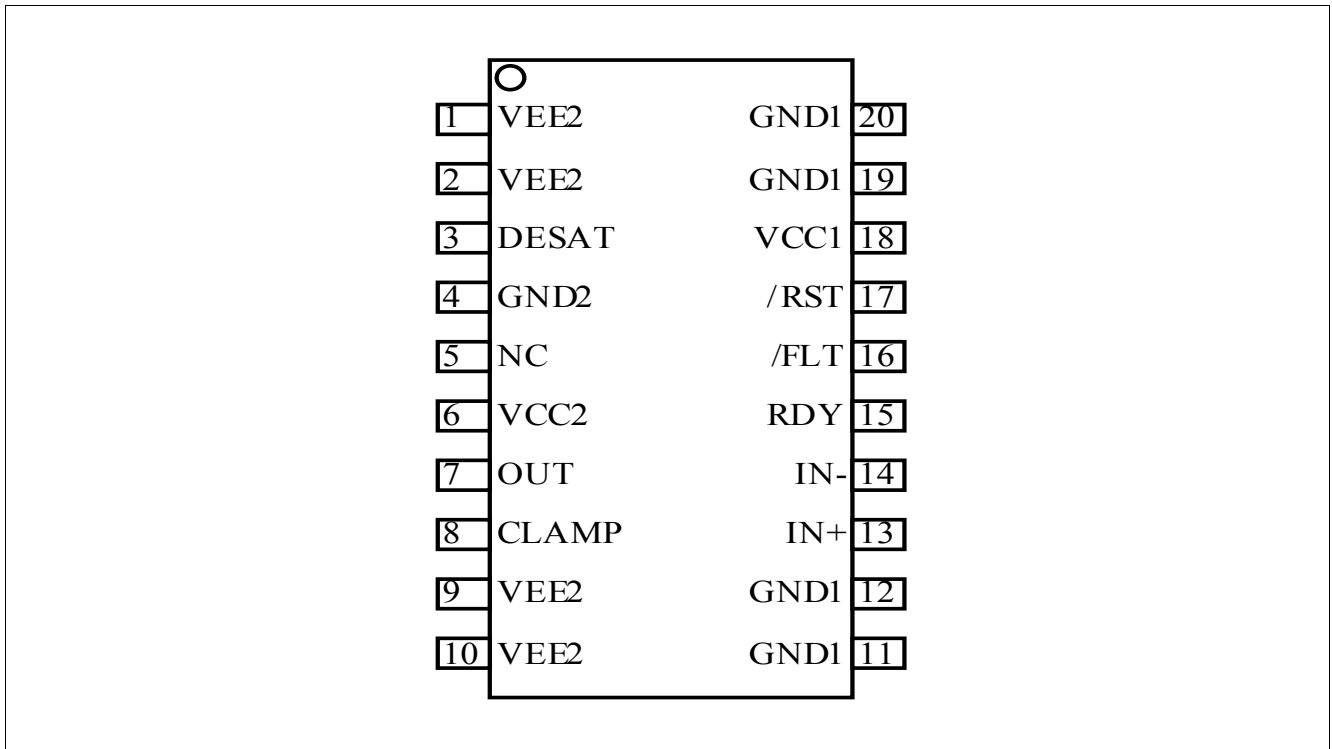 1 VEE2 GND1 20
2 VEE2 GND1 19
3 DESAT VCC1 18
4 GND2 /RST 17
5 NC /FLT 16
6 VCC2 RDY 15
7 OUT IN- 14
8 CLAMP IN+ 13
9 VEE2 GND1 12
10 VEE2 GND1 11